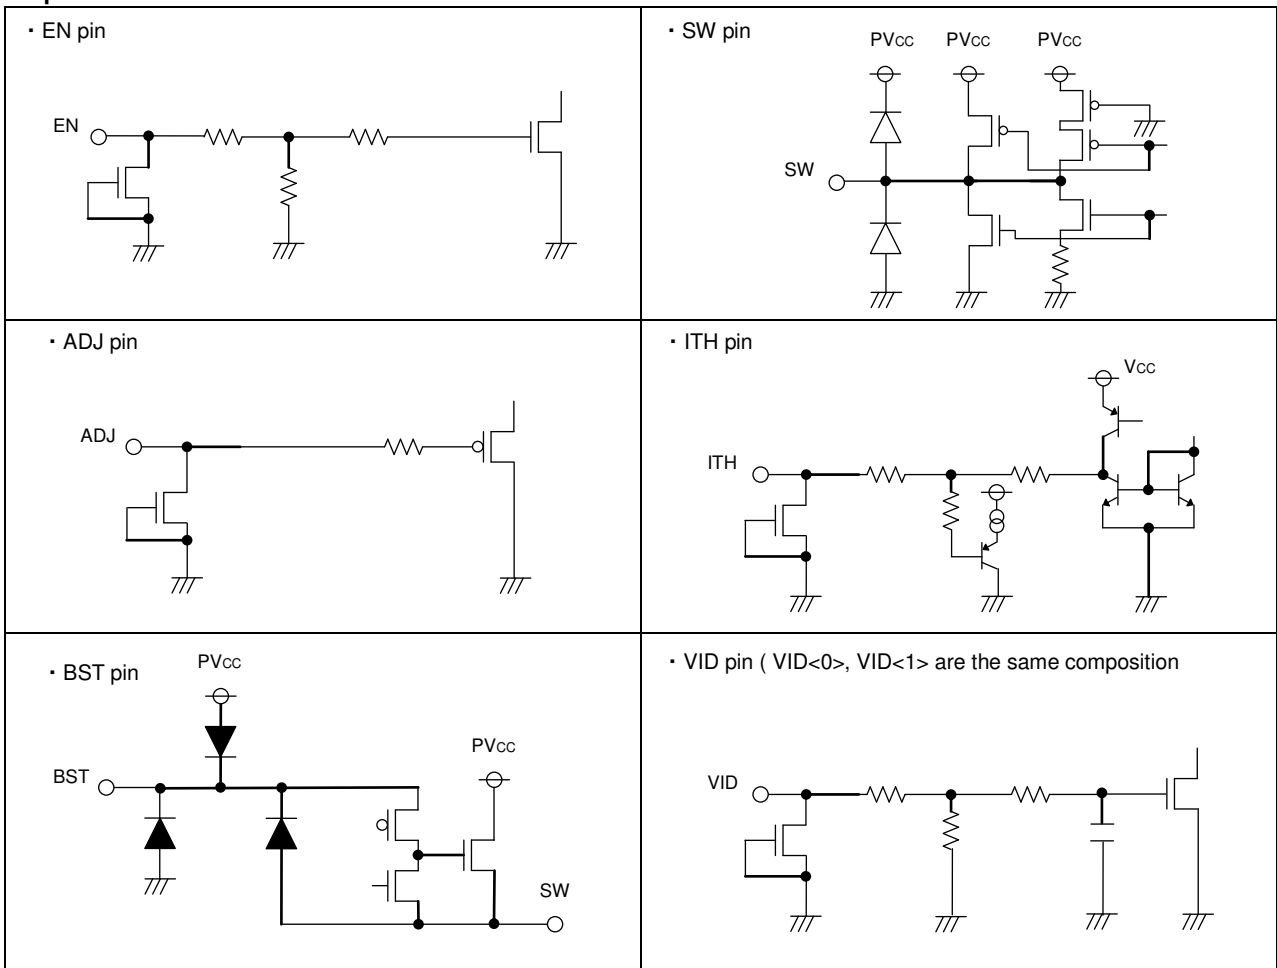 ・EN pin
EN
・SW pin
PVCC PVCC PVCC
SW
・ADJ pin
ADJ
・ITH pin
VCC
ITH
・BST pin
PVCC
PVCC
BST
SW
・VID pin ( VID<0>, VID<1> are the same composition
VID